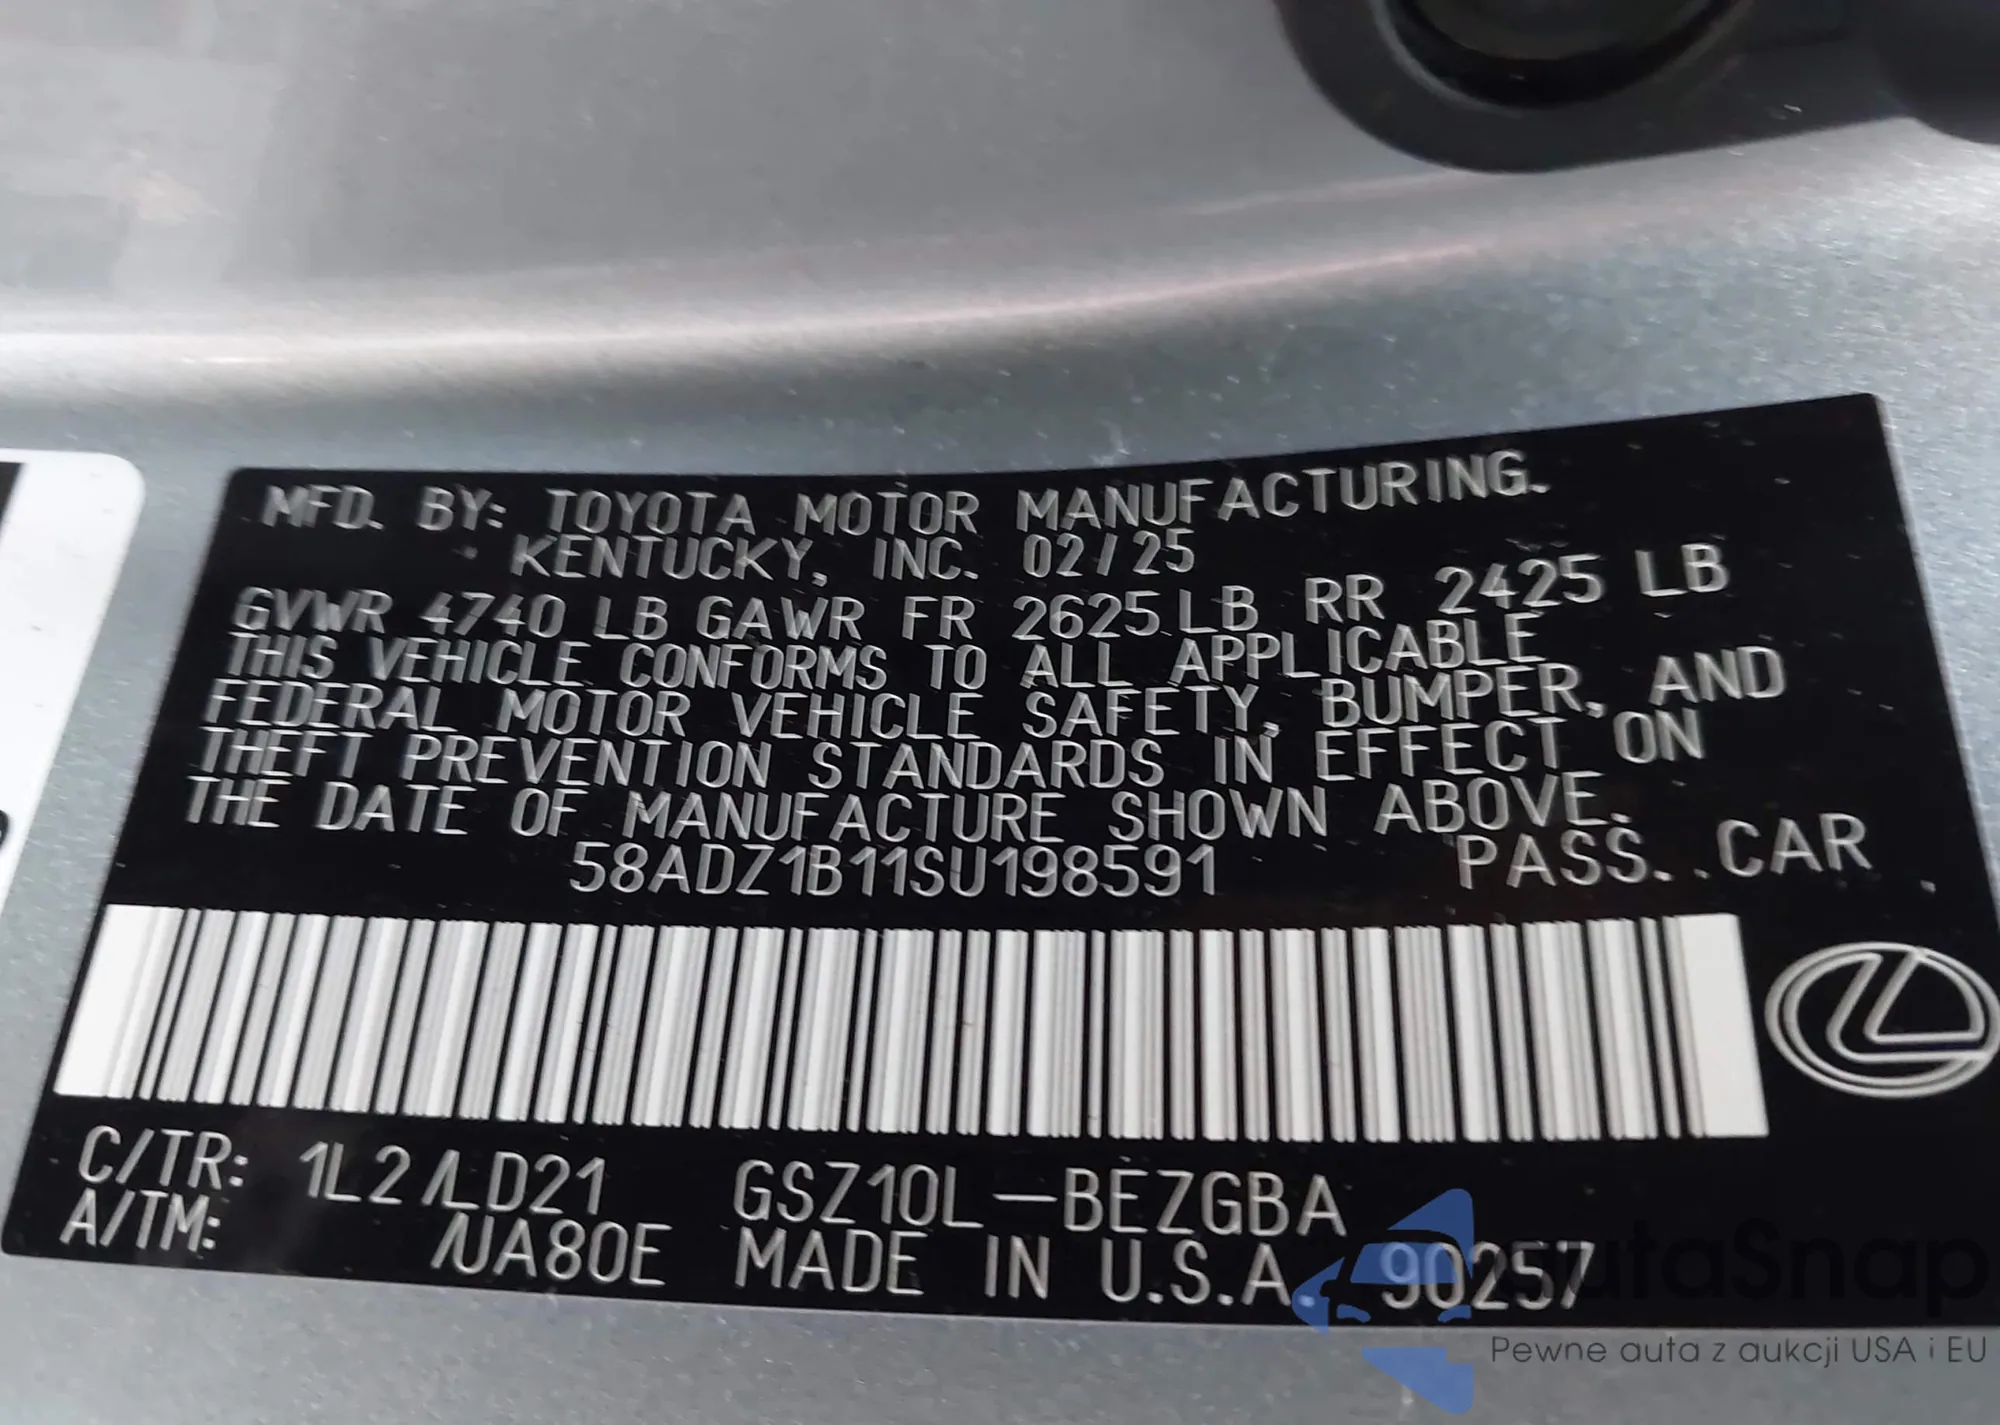 MFD. BY: TOYOTA MOTOR MANUFACTURING.
KENTUCKY, INC. 02/25
GVWR 4740 LB GAWR FR 2625LB RR 2425 LB
THIS VEHICLE CONFORMS TO ALL APPLICABLE
FEDERAL MOTOR VEHICLE SAFETY, BUMPER, AND
THEFT PREVENTION STANDARDS IN EFFECT ON
THE DATE OF MANUFACTURE SHOWN ABOVE.
58ADZ1B11SU198591 PASS. CAR
C/TR: 1L2 /LD21 GSZ10L-BEZGBA
A/TM: /UA80E MADE IN U.S.A. 90257
AutaSnap
Pewne auta z aukcji USA i EU